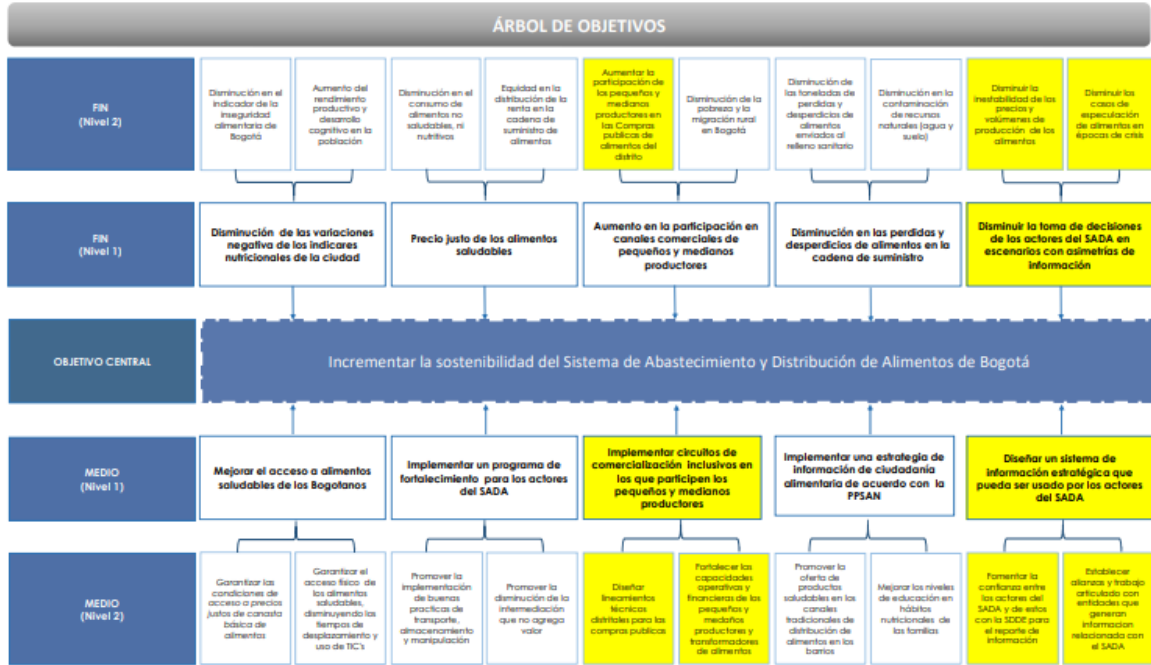 ÁRBOL DE OBJETIVOS
FIN
(Nivel 2)
Disminución en el
indicador de la
inseguridad
alimentaria de
Bogotá
Aumento del
rendimiento
productivo y
desarrollo
cognitivo en la
población
Disminución en el
consumo de
alimentos no
saludables, ni
nutritivos
Equidad en la
distribución de la
renta en la
cadena de
suministro de
alimentos
Aumentar la
participación de
los pequeños y
medianos
productores en
las Compras
publicas de
alimentos del
distrito
Disminución de la
pobreza y la
migración rural
en Bogotá
Disminución de
las toneladas de
perdidas y
desperdicios de
alimentos
enviados al
relleno sanitario
Disminución en la
contaminación
de recursos
naturales (agua y
suelo)
Disminuir la
inestabilidad de los
precios y
volúmenes de
producción de los
alimentos
Disminuir los
casos de
especulación
de alimentos en
épocas de crisis
FIN
(Nivel 1)
Disminución de las variaciones
negativa de los indicares
nutricionales de la ciudad
Precio justo de los alimentos
saludables
Aumento en la participación en
canales comerciales de
pequeños y medianos
productores
Disminución en las perdidas y
desperdicios de alimentos en la
cadena de suministro
Disminuir la toma de decisiones
de los actores del SADA en
escenarios con asimetrías de
información
OBJETIVO CENTRAL
Incrementar la sostenibilidad del Sistema de Abastecimiento y Distribución de Alimentos de Bogotá
MEDIO
(Nivel 1)
Mejorar el acceso a alimentos
saludables de los Bogotanos
Implementar un programa de
fortalecimiento para los actores
del SADA
Implementar circuitos de
comercialización inclusivos en
los que participen los
pequeños y medianos
productores
Implementar una estrategia de
información de ciudadanía
alimentaria de acuerdo con la
PPSAN
Diseñar un sistema de
información estratégica que
pueda ser usado por los actores
del SADA
MEDIO
(Nivel 2)
Garantizar las
condiciones de
acceso a precios
justos de canasta
básica de
alimentos
Garantizar el
acceso físico de
los alimentos
saludables,
disminuyendo los
tiempos de
desplazamiento y
uso de TIC's
Promover la
implementación
de buenas
practicas de
transporte,
almacenamiento
y manipulación
Promover la
disminución de la
intermediación
que no agrega
valor
Diseñar
lineamientos
técnicos
distritales para las
compras publicas
Fortalecer las
capacidades
operativas y
financieras de los
pequeños y
medaños
productores y
transformadores
de alimentos
Promover la
oferta de
productos
saludables en los
canales
tradicionales de
distribución de
alimentos en los
barrios
Mejorar los niveles
de educación en
hábitos
nutricionales de
las familias
Fomentar la
confianza entre
los actores del
SADA y de estos
con la SDDE para
el reporte de
información
Establecer
alianzas y trabajo
articulado con
entidades que
generan
informacion
relacionada con
el SADA